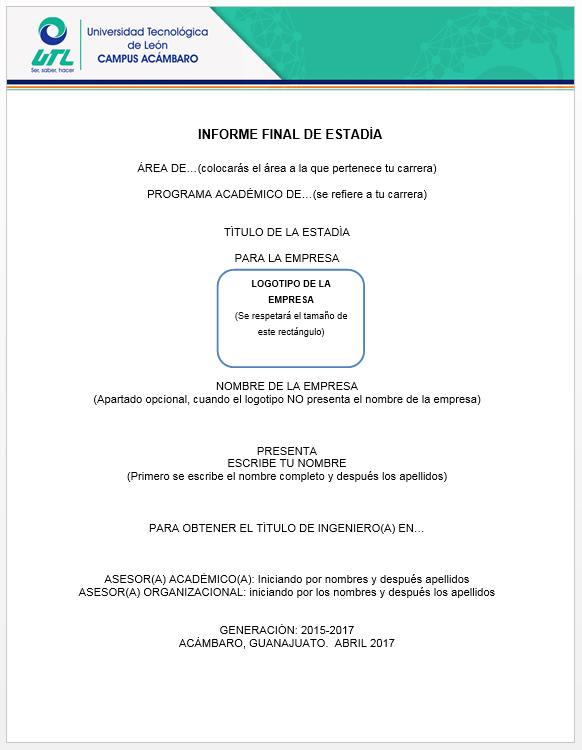 Universidad Tecnológica
de León
CAMPUS ACÁMBARO
UTL
Ser, saber, hacer
INFORME FINAL DE ESTADÍA
ÁREA DE…(colocarás el área a la que pertenece tu carrera)
PROGRAMA ACADÉMICO DE…(se refiere a tu carrera)
TÍTULO DE LA ESTADÍA
PARA LA EMPRESA
LOGOTIPO DE LA
EMPRESA
(Se respetará el tamaño de
este rectángulo)
NOMBRE DE LA EMPRESA
(Apartado opcional, cuando el logotipo NO presenta el nombre de la empresa)
PRESENTA
ESCRIBE TU NOMBRE
(Primero se escribe el nombre completo y después los apellidos)
PARA OBTENER EL TÍTULO DE INGENIERO(A) EN…
ASESOR(A) ACADÉMICO(A): Iniciando por nombres y después apellidos
ASESOR(A) ORGANIZACIONAL: iniciando por los nombres y después los apellidos
GENERACIÓN: 2015-2017
ACÁMBARO, GUANAJUATO. ABRIL 2017